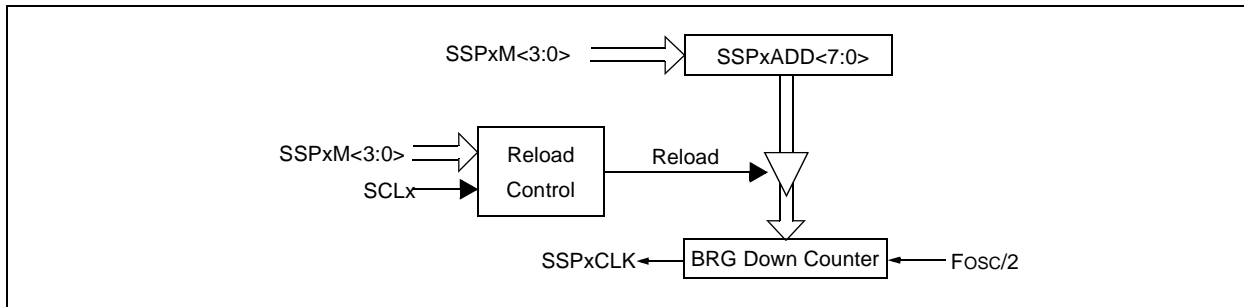 SSPxM<3:0>
SSPxADD<7:0>
SSPxM<3:0>
SCLx
Reload
Control
Reload
SSPxCLK
BRG Down Counter
FOSC/2